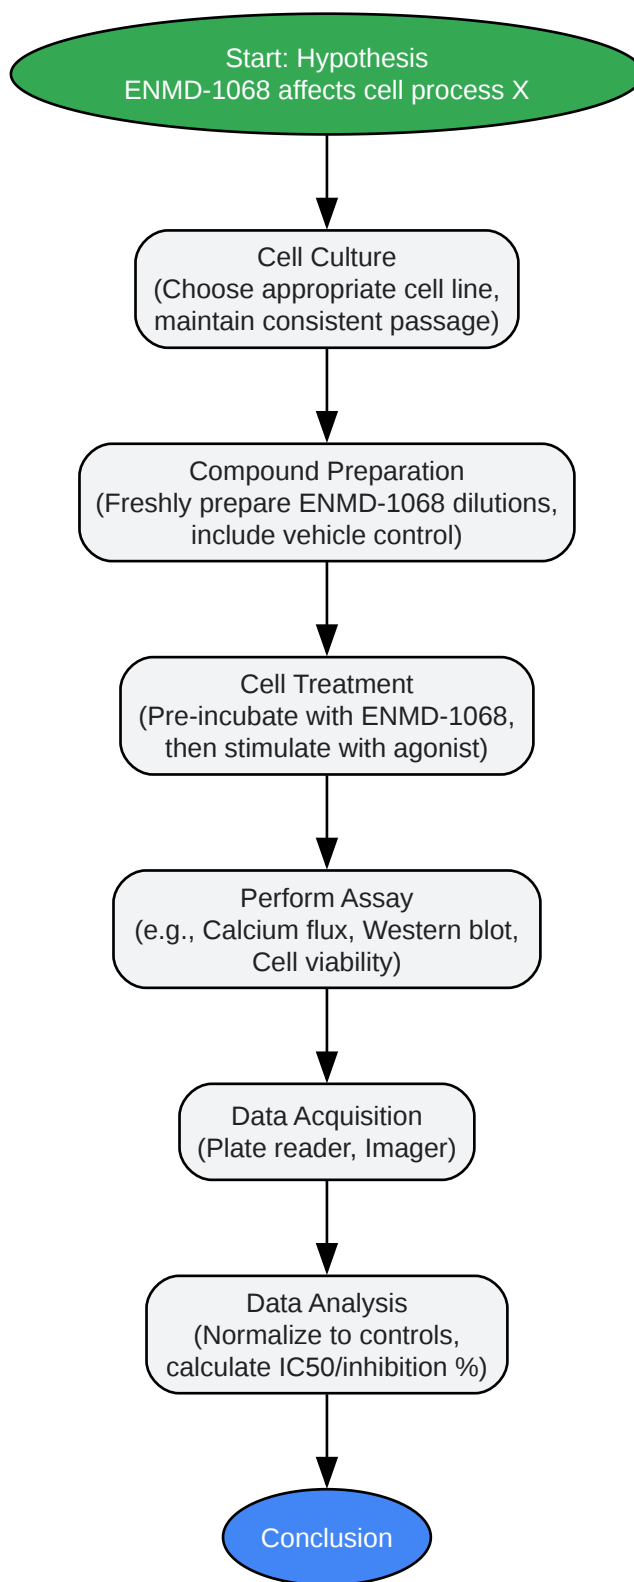 Start: Hypothesis
ENMD-1068 affects cell process X
Cell Culture
(Choose appropriate cell line,
maintain consistent passage)
Compound Preparation
(Freshly prepare ENMD-1068 dilutions,
include vehicle control)
Cell Treatment
(Pre-incubate with ENMD-1068,
then stimulate with agonist)
Perform Assay
(e.g., Calcium flux, Western blot,
Cell viability)
Data Acquisition
(Plate reader, Imager)
Data Analysis
(Normalize to controls,
calculate IC50/inhibition %)
Conclusion